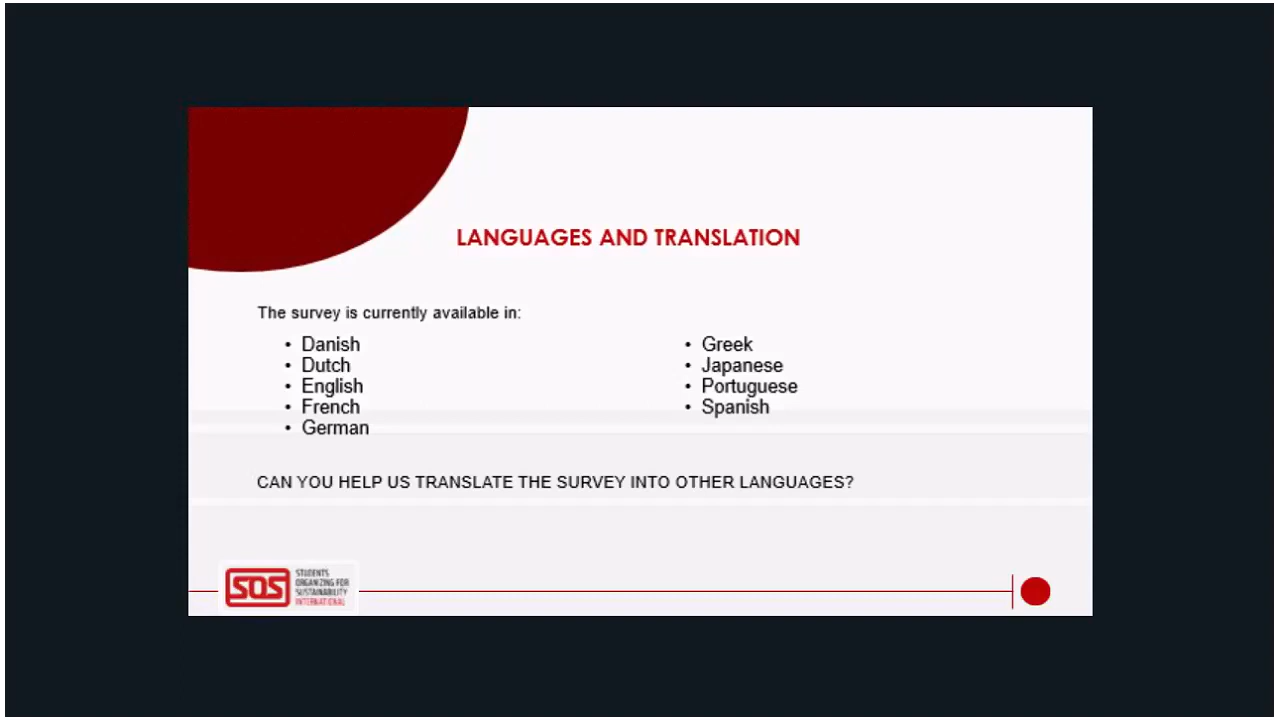 LANGUAGES AND TRANSLATION
The survey is currently available in:
• Danish
• Dutch
• English
• French
• German
• Greek
• Japanese
• Portuguese
• Spanish
CAN YOU HELP US TRANSLATE THE SURVEY INTO OTHER LANGUAGES?
SOS
STUDENTS
ORGANIZING FOR
SUSTAINABILITY
INTERNATIONAL